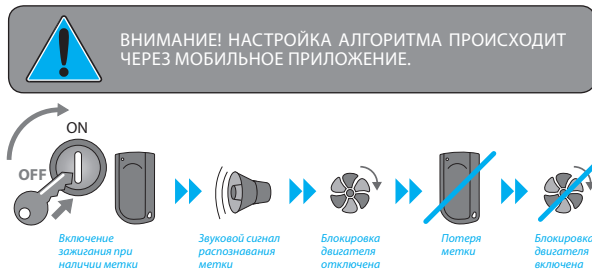 ВНИМАНИЕ! НАСТРОЙКА АЛГОРИТМА ПРОИСХОДИТ
ЧЕРЕЗ МОБИЛЬНОЕ ПРИЛОЖЕНИЕ.
ON
OFF
Включение
зажигания при
наличии метки
Звуковой сигнал
распознавания
метки
Блокировка
двигателя
отключена
Потеря
метки
Блокировка
двигателя
включена